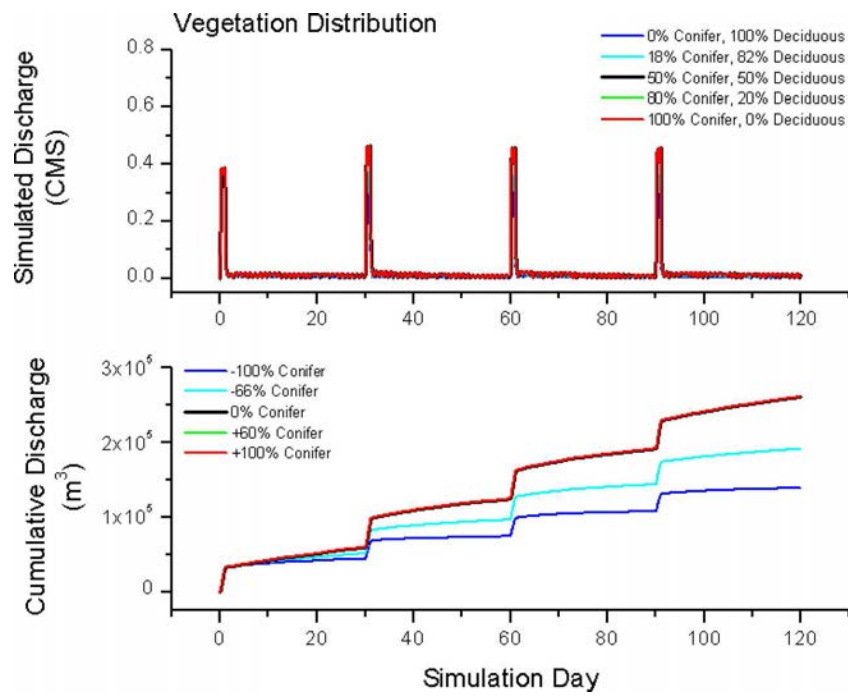 Vegetation Distribution
0% Conifer, 100% Deciduous
18% Conifer, 82% Deciduous
50% Conifer, 50% Deciduous
80% Conifer, 20% Deciduous
100% Conifer, 0% Deciduous
Simulated Discharge
(CMS)
0.8
0.6
0.4
0.2
0.0
0 20 40 60 80 100 120
-100% Conifer
-66% Conifer
0% Conifer
+60% Conifer
+100% Conifer
Cumulative Discharge
(m³)
3x10⁵
2x10⁵
1x10⁵
0
0 20 40 60 80 100 120
Simulation Day